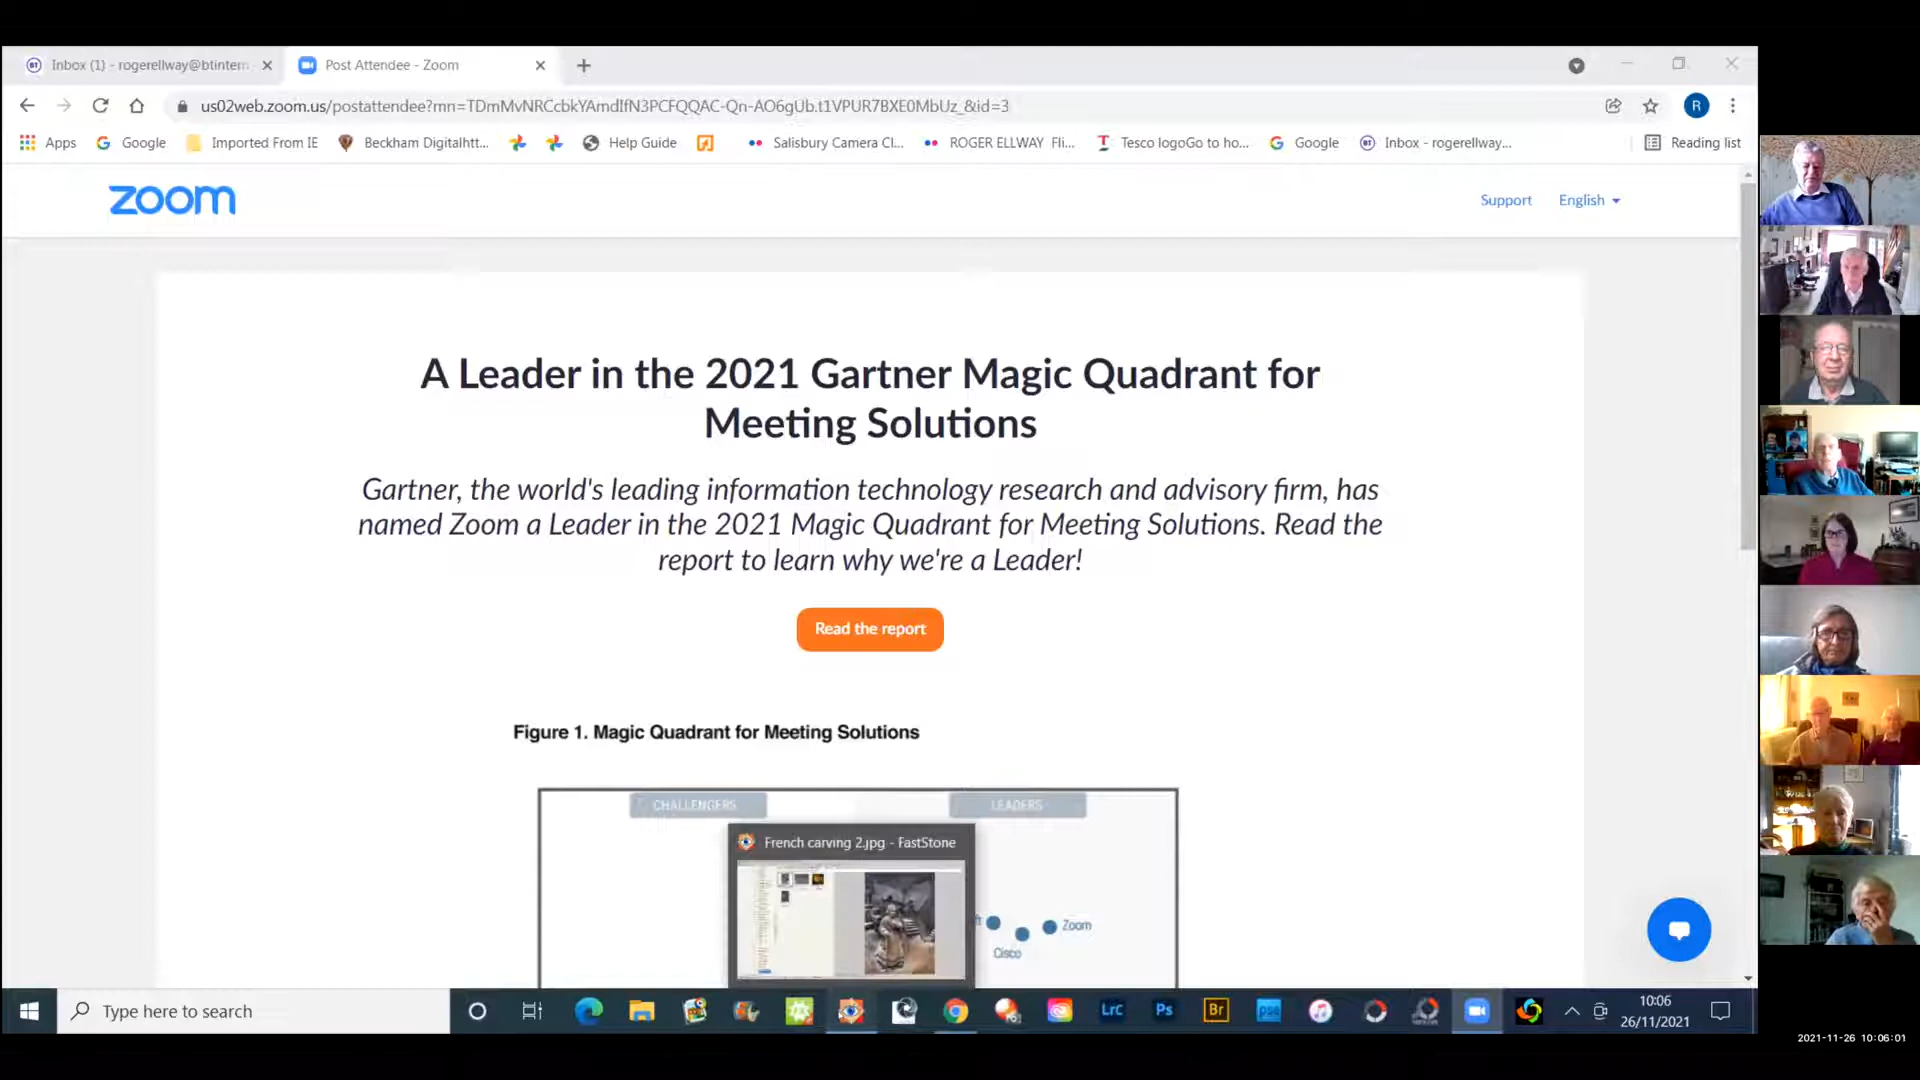 Inbox (1) - rogerellway@btintern
Post Attendee - Zoom
us02web.zoom.us/postattendee?mn=TDmMvNRCcbkYAmdIfN3PCFQQAC-Qn-AO6gUb.t1VPUR7BXE0MbUz_&id=3
R
Apps
Google
Imported From IE
Beckham Digitalhtt...
Help Guide
Salisbury Camera Cl...
ROGER ELLWAY Fli...
Tesco logoGo to ho...
Google
Inbox - rogerellway...
Reading list
zoom
Support
English
A Leader in the 2021 Gartner Magic Quadrant for
Meeting Solutions
Gartner, the world's leading information technology research and advisory firm, has
named Zoom a Leader in the 2021 Magic Quadrant for Meeting Solutions. Read the
report to learn why we're a Leader!
Read the report
Figure 1. Magic Quadrant for Meeting Solutions
CHALLENGERS
LEADERS
French carving 2.jpg - FastStone
Zoom
Cisco
Type here to search
LrC
Ps
Br
10:06
26/11/2021
2021-11-26 10:06:01